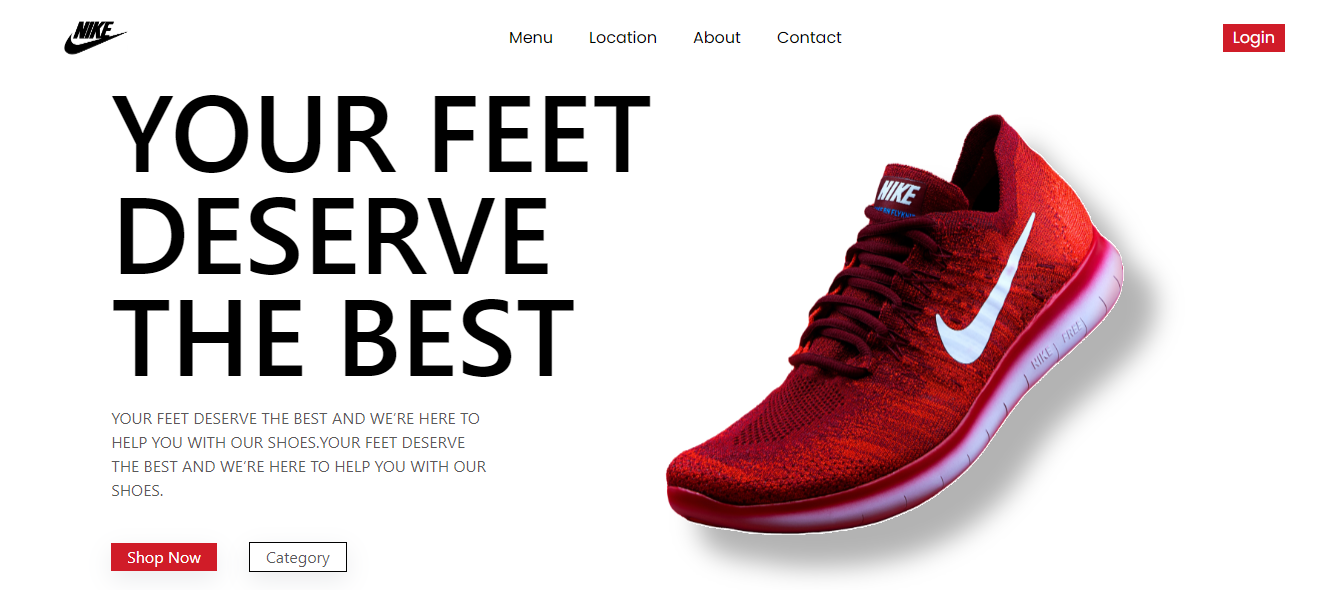 NIKE
Menu
Location
About
Contact
Login
YOUR FEET
DESERVE
THE BEST
NIKE
YOUR FEET DESERVE THE BEST AND WE’RE HERE TO
HELP YOU WITH OUR SHOES.YOUR FEET DESERVE
THE BEST AND WE’RE HERE TO HELP YOU WITH OUR
SHOES.
NIKE FREE
Shop Now
Category